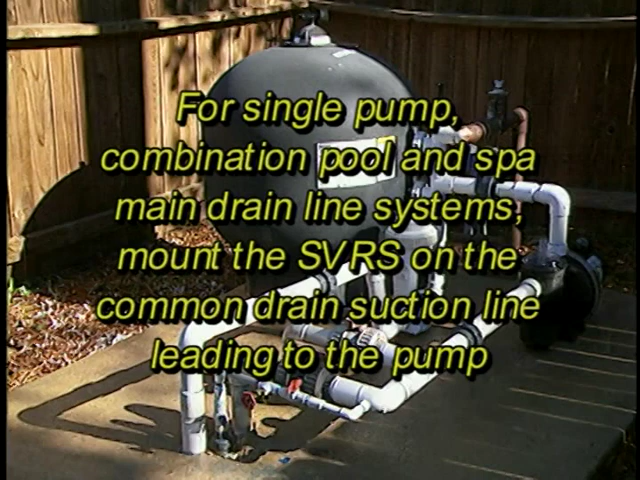 For single pump,
combination pool and spa
main drain line systems,
mount the SVRS on the
common drain suction line
leading to the pump